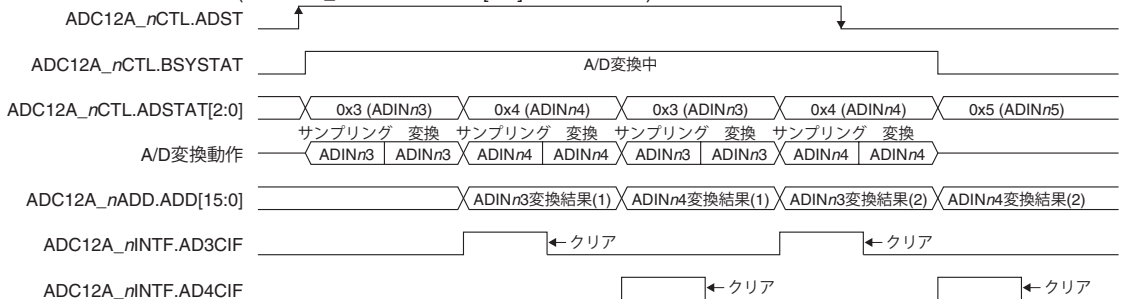 ADC12A_nCTL.ADST
ADC12A_nCTL.BSYSTAT
A/D変換中
ADC12A_nCTL.ADSTAT[2:0]
0x3 (ADINn3) 0x4 (ADINn4) 0x3 (ADINn3) 0x4 (ADINn4) 0x5 (ADINn5)
サンプリング 変換 サンプリング 変換 サンプリング 変換 サンプリング 変換
A/D変換動作
ADINn3 ADINn3 ADINn4 ADINn4 ADINn3 ADINn3 ADINn4 ADINn4
ADC12A_nADD.ADD[15:0]
ADINn3変換結果(1) ADINn4変換結果(1) ADINn3変換結果(2) ADINn4変換結果(2)
ADC12A_nINTF.AD3CIF
クリア クリア
ADC12A_nINTF.AD4CIF
クリア クリア